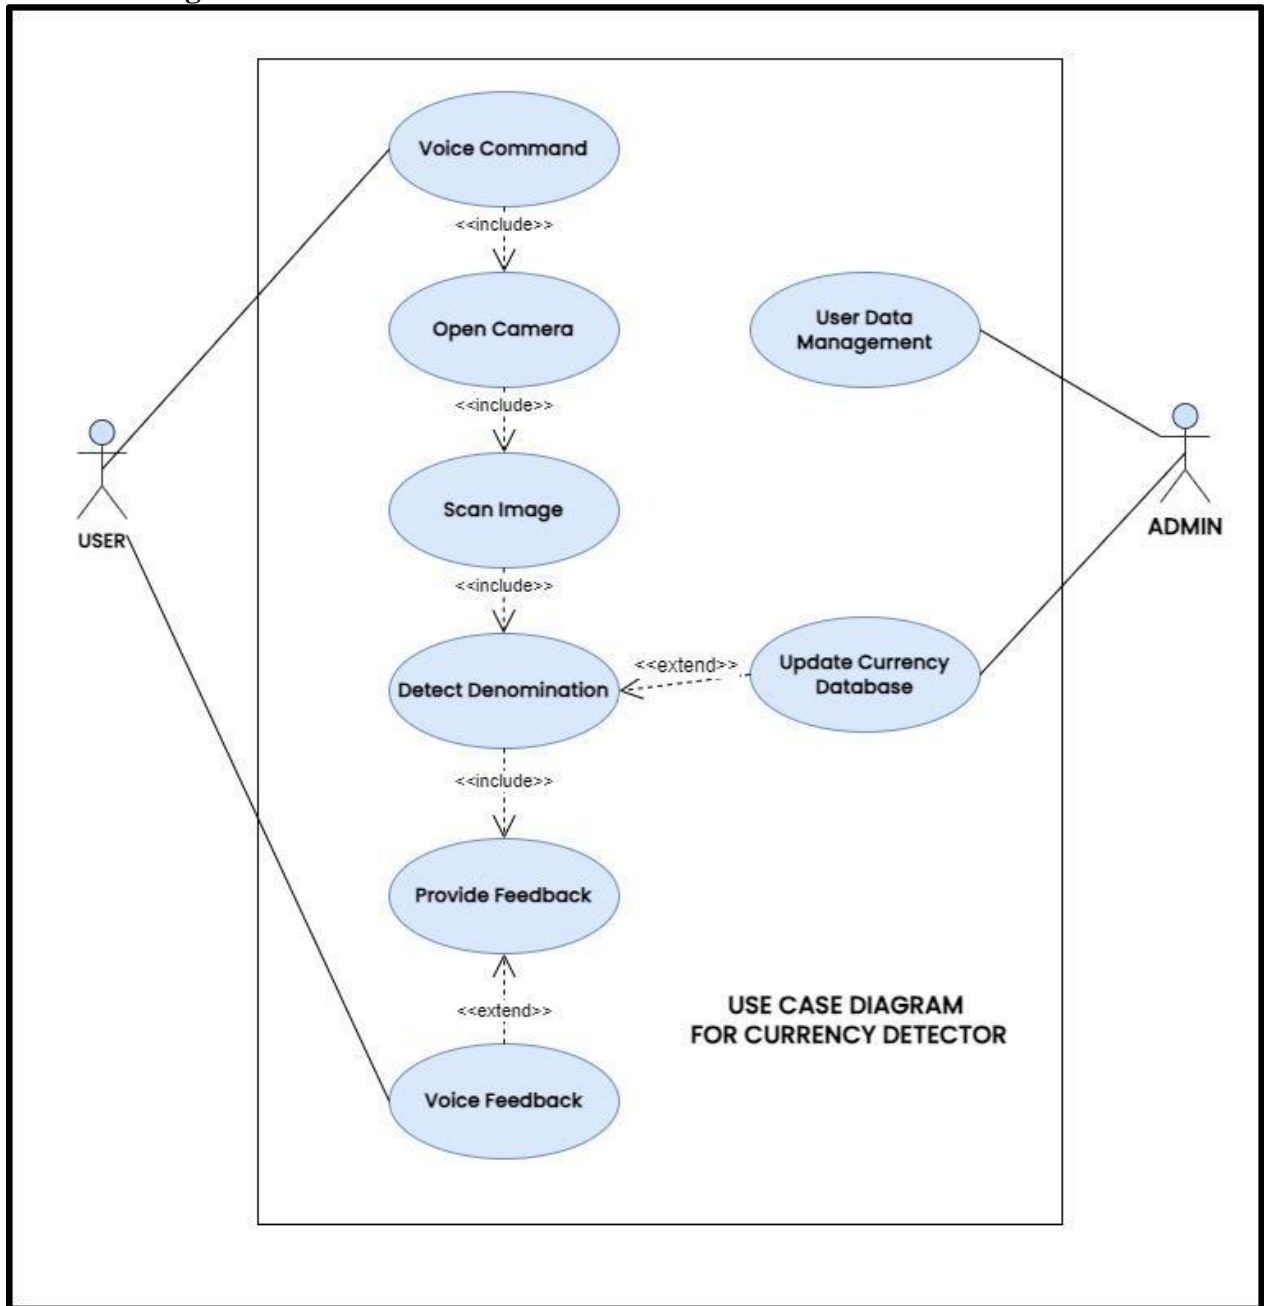 Voice Command
<<include>>
Open Camera
User Data
Management
<<include>>
Scan Image
USER
ADMIN
<<include>>
Detect Denomination
<<extend>>
Update Currency
Database
<<include>>
Provide Feedback
<<extend>>
USE CASE DIAGRAM
FOR CURRENCY DETECTOR
Voice Feedback